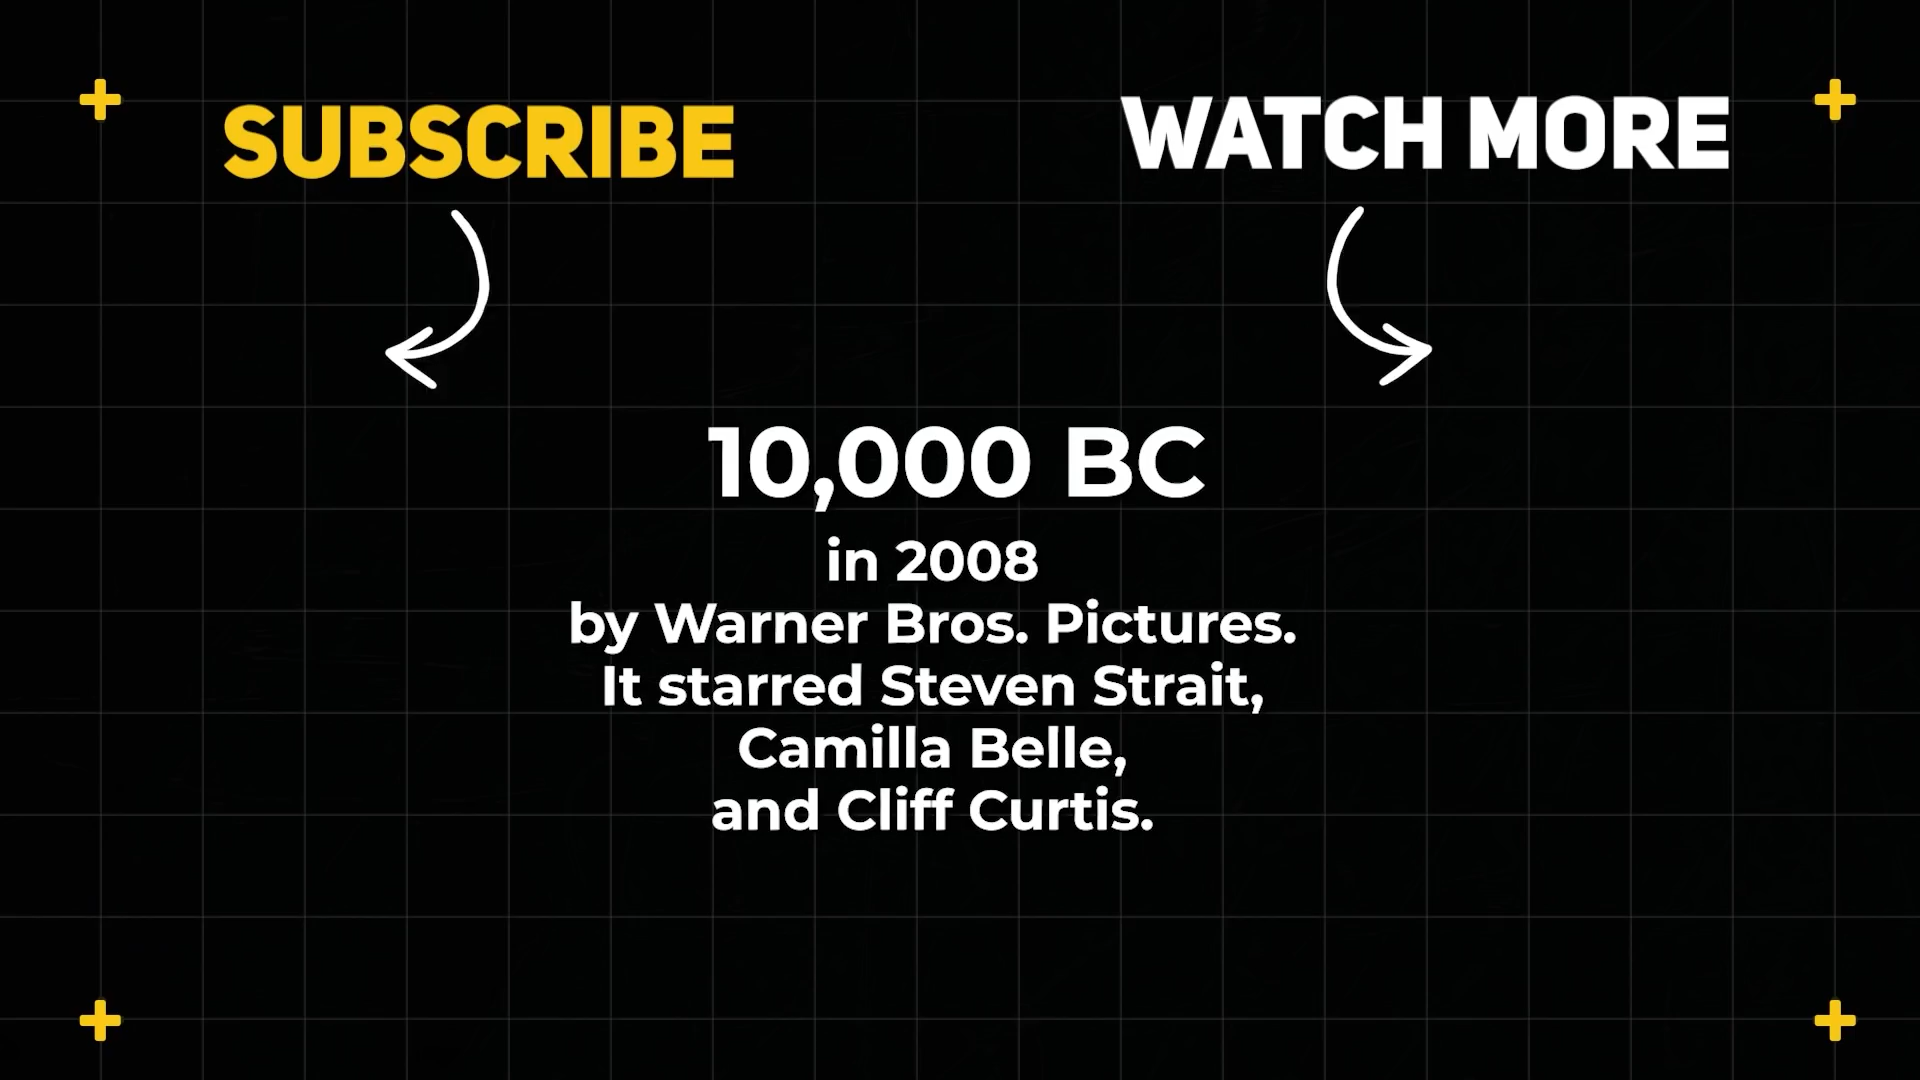 SUBSCRIBE
WATCH MORE
10,000 BC
in 2008
by Warner Bros. Pictures.
It starred Steven Strait,
Camilla Belle,
and Cliff Curtis.